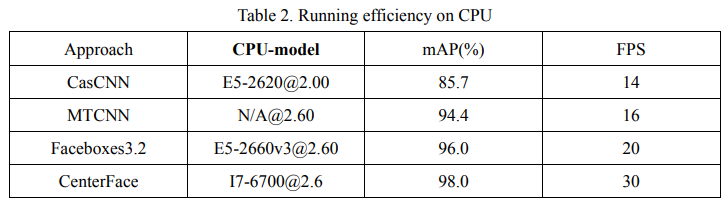 Table 2. Running efficiency on CPU
Approach CPU-model mAP(%) FPS
CasCNN E5-2620@2.00 85.7 14
MTCNN N/A@2.60 94.4 16
Faceboxes3.2 E5-2660v3@2.60 96.0 20
CenterFace I7-6700@2.6 98.0 30